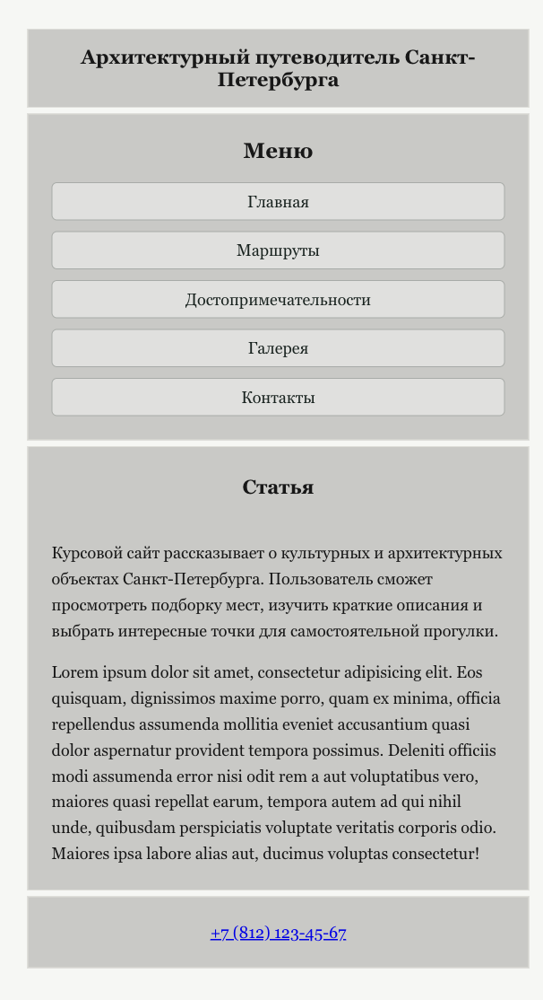 Архитектурный путеводитель Санкт-
Петербурга
Меню
Главная
Маршруты
Достопримечательности
Галерея
Контакты
Статья
Курсовой сайт рассказывает о культурных и архитектурных
объектах Санкт-Петербурга. Пользователь сможет
просмотреть подборку мест, изучить краткие описания и
выбрать интересные точки для самостоятельной прогулки.
Lorem ipsum dolor sit amet, consectetur adipisicing elit. Eos
quisquam, dignissimos maxime porro, quam ex minima, officia
repellendus assumenda mollitia eveniet accusantium quasi
dolor aspernatur provident tempora possimus. Deleniti officiis
modi assumenda error nisi odit rem a aut voluptatibus vero,
maiores quasi repellat earum, tempora autem ad qui nihil
unde, quibusdam perspiciatis voluptate veritatis corporis odio.
Maiores ipsa labore alias aut, ducimus voluptas consectetur!
+7 (812) 123-45-67